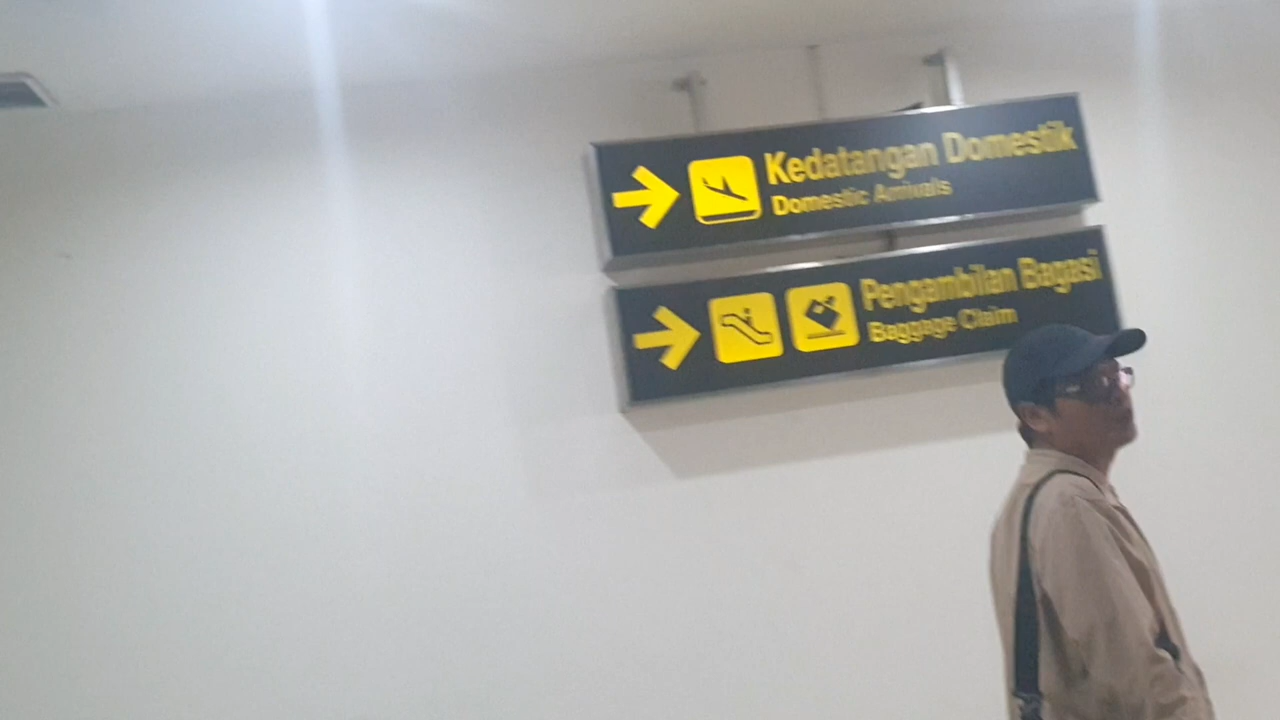 Kedatangan Domestik
Domestic Arrivals
Pengambilan Bagasi
Baggage Claim